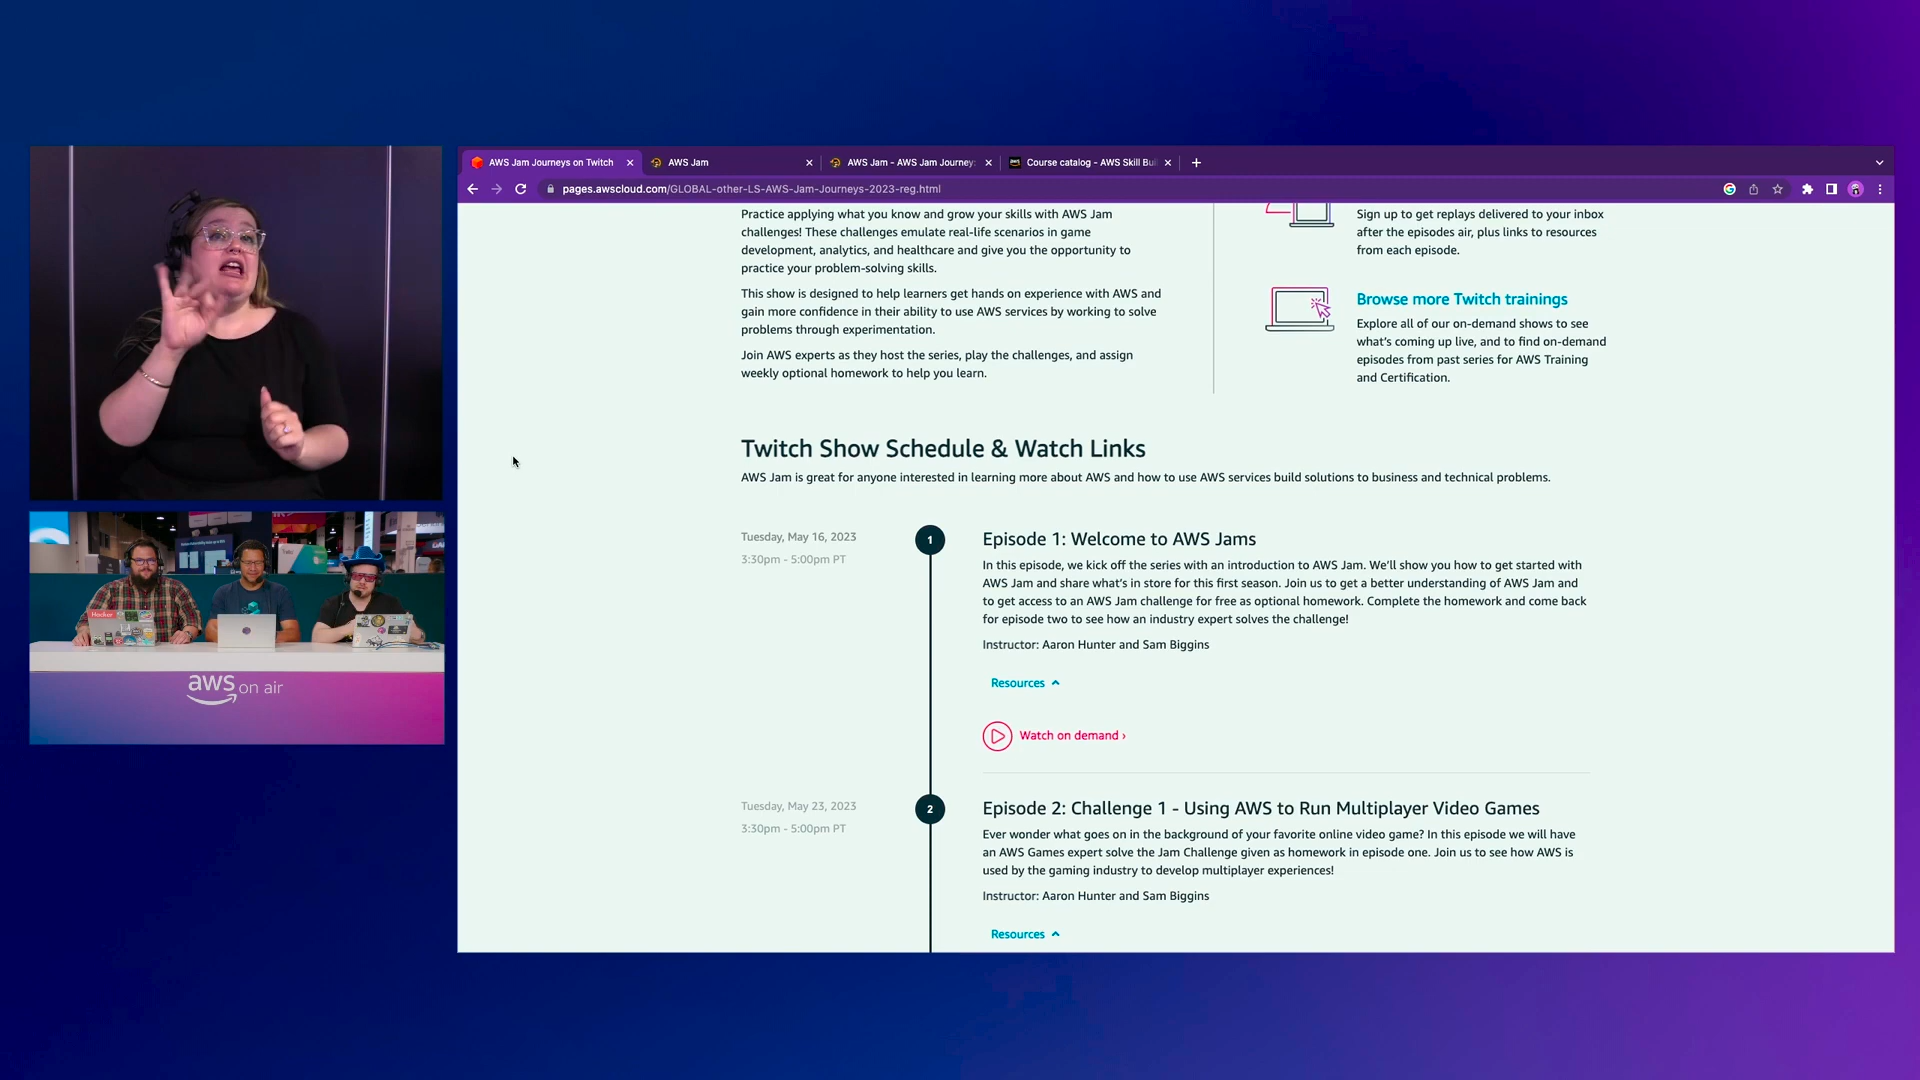 AWS Jam Journeys on Twitch
AWS Jam
AWS Jam - AWS Jam Journey:
Course catalog - AWS Skill Bui
pages.awscloud.com/GLOBAL-other-LS-AWS-Jam-Journeys-2023-reg.html
Practice applying what you know and grow your skills with AWS Jam
challenges! These challenges emulate real-life scenarios in game
development, analytics, and healthcare and give you the opportunity to
practice your problem-solving skills.
This show is designed to help learners get hands on experience with AWS and
gain more confidence in their ability to use AWS services by working to solve
problems through experimentation.
Join AWS experts as they host the series, play the challenges, and assign
weekly optional homework to help you learn.
Sign up to get replays delivered to your inbox
after the episodes air, plus links to resources
from each episode.
Browse more Twitch trainings
Explore all of our on-demand shows to see
what's coming up live, and to find on-demand
episodes from past series for AWS Training
and Certification.
Twitch Show Schedule & Watch Links
AWS Jam is great for anyone interested in learning more about AWS and how to use AWS services build solutions to business and technical problems.
Tuesday, May 16, 2023
3:30pm - 5:00pm PT
1
Episode 1: Welcome to AWS Jams
In this episode, we kick off the series with an introduction to AWS Jam. We'll show you how to get started with
AWS Jam and share what's in store for this first season. Join us to get a better understanding of AWS Jam and
to get access to an AWS Jam challenge for free as optional homework. Complete the homework and come back
for episode two to see how an industry expert solves the challenge!
Instructor: Aaron Hunter and Sam Biggins
Resources
Watch on demand ›
Tuesday, May 23, 2023
3:30pm - 5:00pm PT
2
Episode 2: Challenge 1 - Using AWS to Run Multiplayer Video Games
Ever wonder what goes on in the background of your favorite online video game? In this episode we will have
an AWS Games expert solve the Jam Challenge given as homework in episode one. Join us to see how AWS is
used by the gaming industry to develop multiplayer experiences!
Instructor: Aaron Hunter and Sam Biggins
Resources
Hacker
aws on air